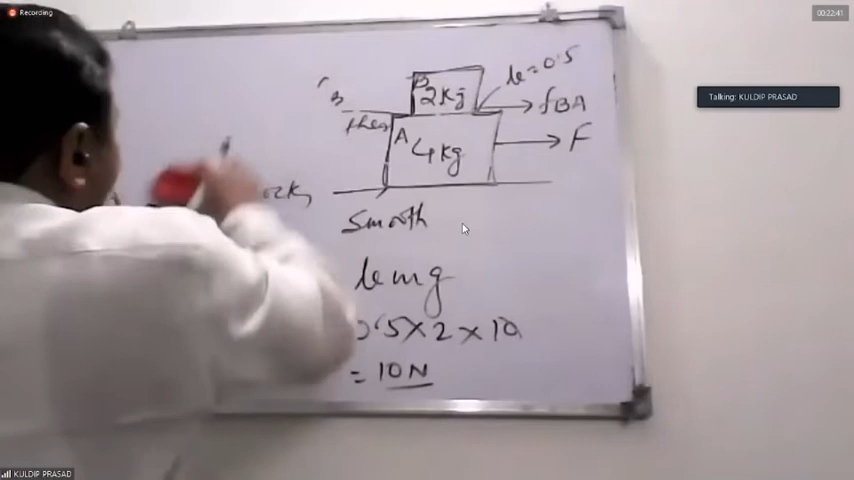 Recording
00:22:41
Talking: KULDIP PRASAD
B
2kg
μ=0.5
fBA
A
4kg
F
Smooth
μmg
0.5×2×10
= 10N
KULDIP PRASAD